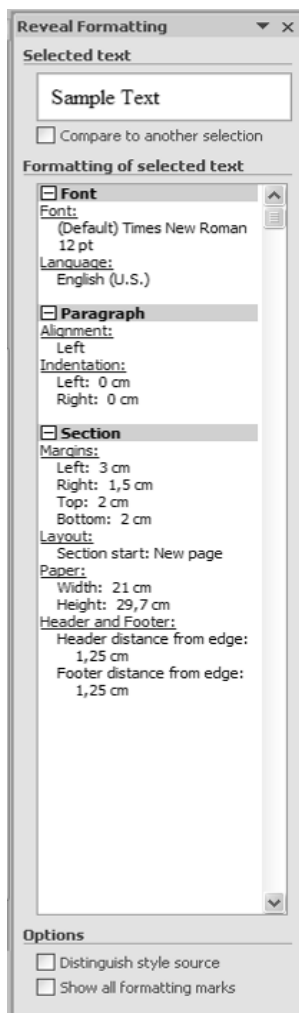 Reveal Formatting
Selected text
Sample Text
Compare to another selection
Formatting of selected text
Font
Font:
(Default) Times New Roman
12 pt
Language:
English (U.S.)
Paragraph
Alignment:
Left
Indentation:
Left: 0 cm
Right: 0 cm
Section
Margins:
Left: 3 cm
Right: 1,5 cm
Top: 2 cm
Bottom: 2 cm
Layout:
Section start: New page
Paper:
Width: 21 cm
Height: 29,7 cm
Header and Footer:
Header distance from edge:
1,25 cm
Footer distance from edge:
1,25 cm
Options
Distinguish style source
Show all formatting marks